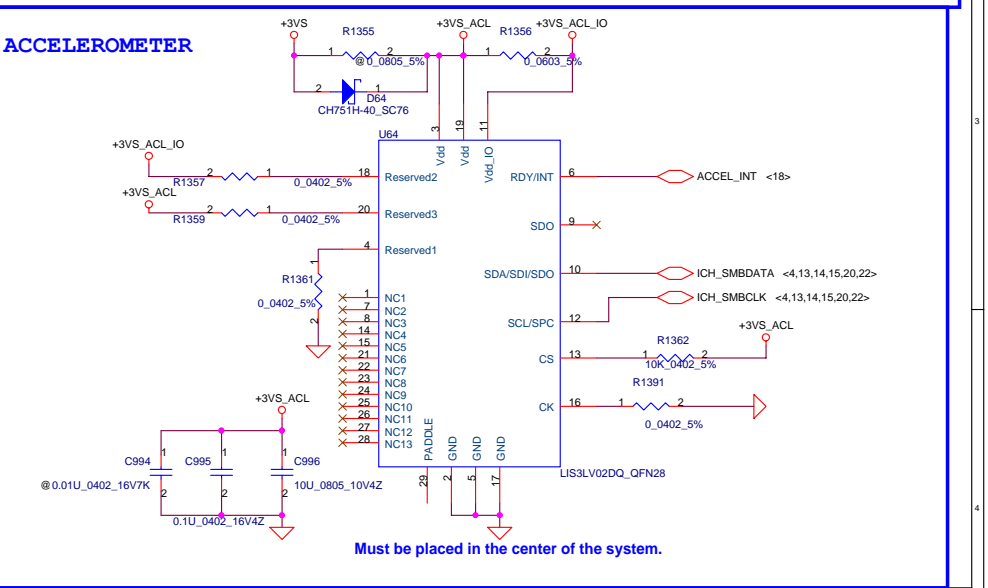 ACCELEROMETER
+3VS
R1355
1
2
@0_0805_5%
+3VS_ACL
R1356
1
2
0_0603_5%
+3VS_ACL_IO
2
1
D64
CH751H-40_SC76
3
U64
3
19
11
Vdd
Vdd
Vdd_IO
+3VS_ACL_IO
R1357
2
1
0_0402_5%
18
Reserved2
+3VS_ACL
R1359
2
1
0_0402_5%
20
Reserved3
4
Reserved1
R1361
1
2
0_0402_5%
1
NC1
7
NC2
8
NC3
14
NC4
15
NC5
21
NC6
22
NC7
23
NC8
24
NC9
25
NC10
26
NC11
27
NC12
28
NC13
RDY/INT
6
ACCEL_INT <18>
SDO
9
SDA/SDI/SDO
10
ICH_SMBDATA <4,13,14,15,20,22>
ICH_SMBCLK <4,13,14,15,20,22>
SCL/SPC
12
+3VS_ACL
R1362
CS
13
1
2
10K_0402_5%
R1391
CK
16
1
2
0_0402_5%
PADDLE
GND
GND
GND
29
2
5
17
LIS3LV02DQ_QFN28
+3VS_ACL
C994
1
2
@0.01U_0402_16V7K
C995
1
2
0.1U_0402_16V4Z
C996
1
2
10U_0805_10V4Z
4
Must be placed in the center of the system.